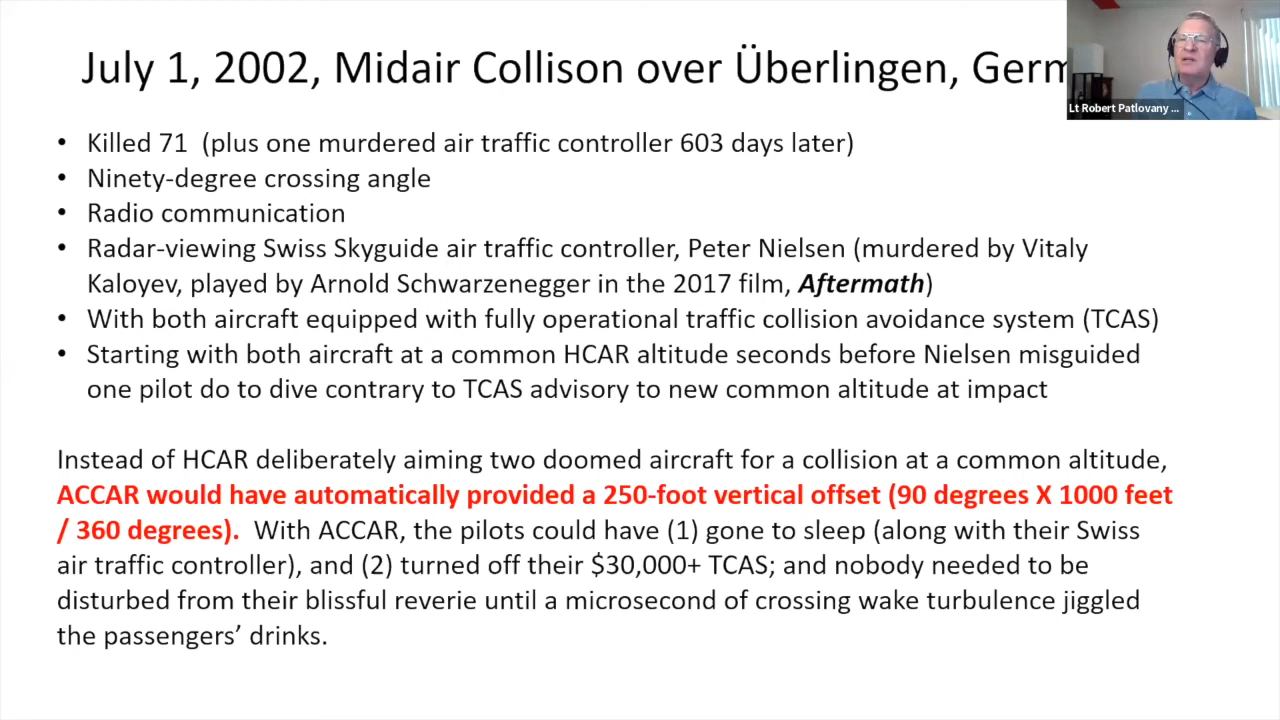 July 1, 2002, Midair Collison over Überlingen, Germ
Lt Robert Patlovany ...
• Killed 71 (plus one murdered air traffic controller 603 days later)
• Ninety-degree crossing angle
• Radio communication
• Radar-viewing Swiss Skyguide air traffic controller, Peter Nielsen (murdered by Vitaly
Kaloyev, played by Arnold Schwarzenegger in the 2017 film, Aftermath)
• With both aircraft equipped with fully operational traffic collision avoidance system (TCAS)
• Starting with both aircraft at a common HCAR altitude seconds before Nielsen misguided
one pilot do to dive contrary to TCAS advisory to new common altitude at impact
Instead of HCAR deliberately aiming two doomed aircraft for a collision at a common altitude,
ACCAR would have automatically provided a 250-foot vertical offset (90 degrees X 1000 feet
/ 360 degrees). With ACCAR, the pilots could have (1) gone to sleep (along with their Swiss
air traffic controller), and (2) turned off their $30,000+ TCAS; and nobody needed to be
disturbed from their blissful reverie until a microsecond of crossing wake turbulence jiggled
the passengers’ drinks.